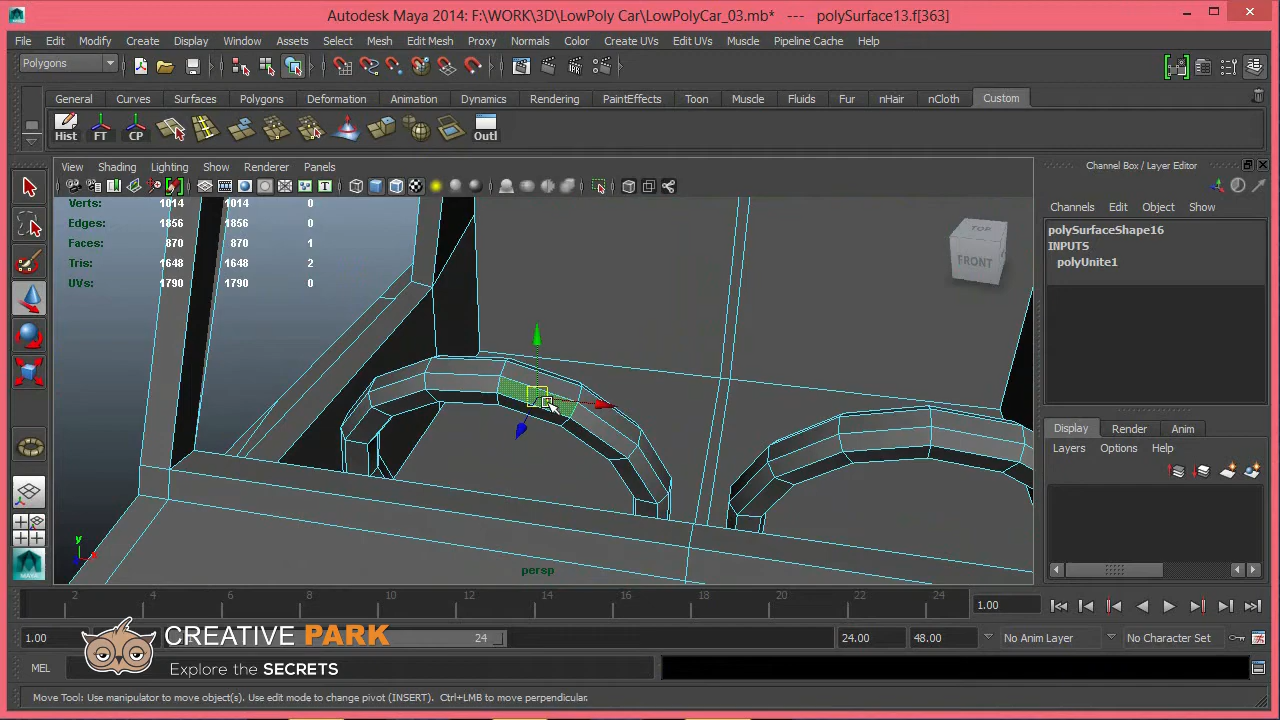 Autodesk Maya 2014: F:\WORK\3D\LowPoly Car\LowPolyCar_03.mb* --- polySurface13.f[363]
File Edit Modify Create Display Window Assets Select Mesh Edit Mesh Proxy Normals Color Create UVs Edit UVs Muscle Pipeline Cache Help
Polygons
General Curves Surfaces Polygons Deformation Animation Dynamics Rendering PaintEffects Toon Muscle Fluids Fur nHair nCloth Custom
Hist FT CP Outl
View Shading Lighting Show Renderer Panels
Channel Box / Layer Editor
Channels Edit Object Show
Verts: 1014 1014 0
Edges: 1856 1856 0
Faces: 870 870 1
Tris: 1648 1648 2
UVs: 1790 1790 0
TOP
FRONT
polySurfaceShape16
INPUTS
polyUnite1
Display Render Anim
Layers Options Help
y
persp
MAYA
2 4 6 8 10 12 14 16 18 20 22 24
1.00
1.00 24 24.00 48.00 No Anim Layer No Character Set
CREATIVE PARK
Explore the SECRETS
MEL
Move Tool: Use manipulator to move object(s). Use edit mode to change pivot (INSERT). Ctrl+LMB to move perpendicular.